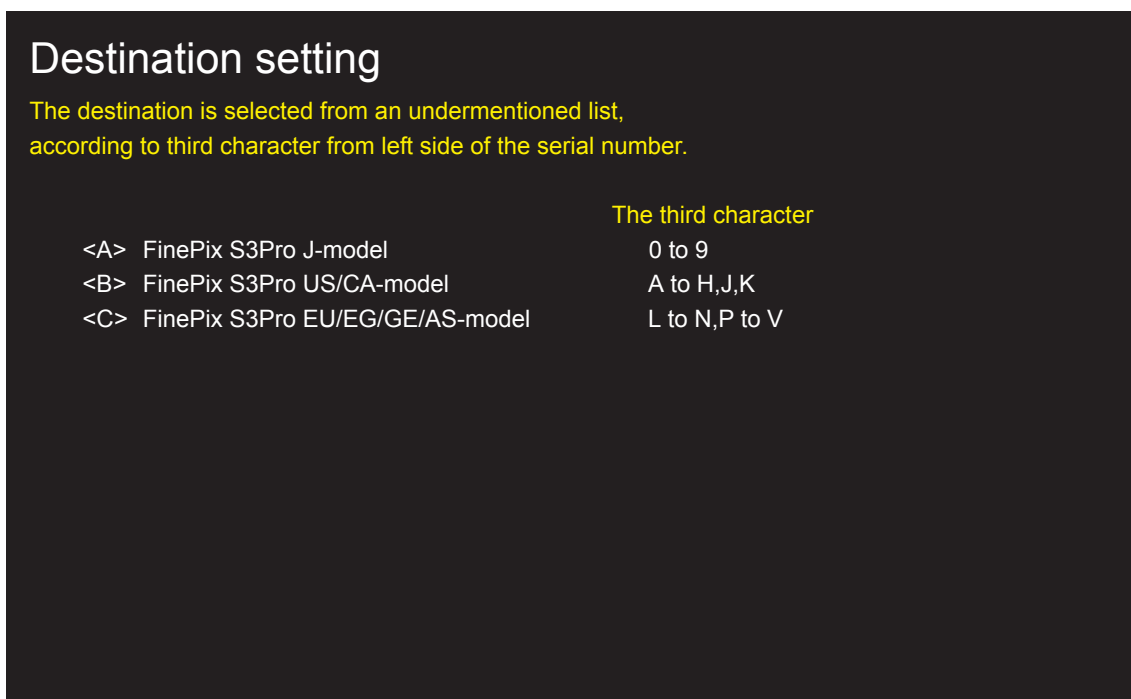 Destination setting
The destination is selected from an undermentioned list,
according to third character from left side of the serial number.
The third character
<A> FinePix S3Pro J-model 0 to 9
<B> FinePix S3Pro US/CA-model A to H,J,K
<C> FinePix S3Pro EU/EG/GE/AS-model L to N,P to V